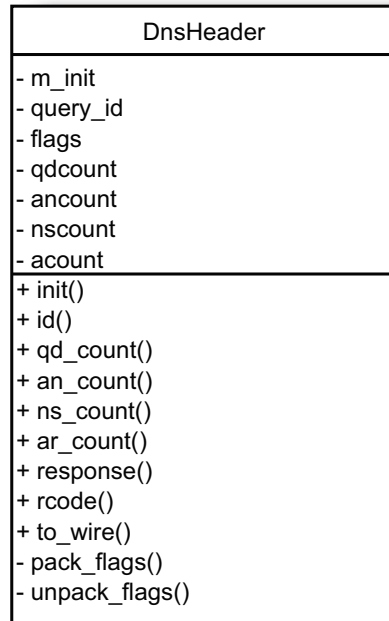 DnsHeader
- m_init
- query_id
- flags
- qdcount
- ancount
- nscount
- acount
+ init()
+ id()
+ qd_count()
+ an_count()
+ ns_count()
+ ar_count()
+ response()
+ rcode()
+ to_wire()
- pack_flags()
- unpack_flags()